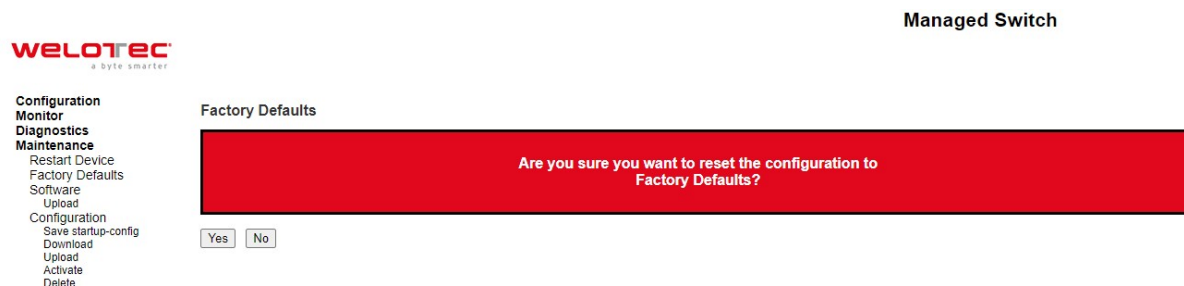 Managed Switch
WELOTEC
a byte smarter
Configuration
Monitor
Diagnostics
Maintenance
Restart Device
Factory Defaults
Software
Upload
Configuration
Save startup-config
Download
Upload
Activate
Delete
Factory Defaults
Are you sure you want to reset the configuration to
Factory Defaults?
Yes No